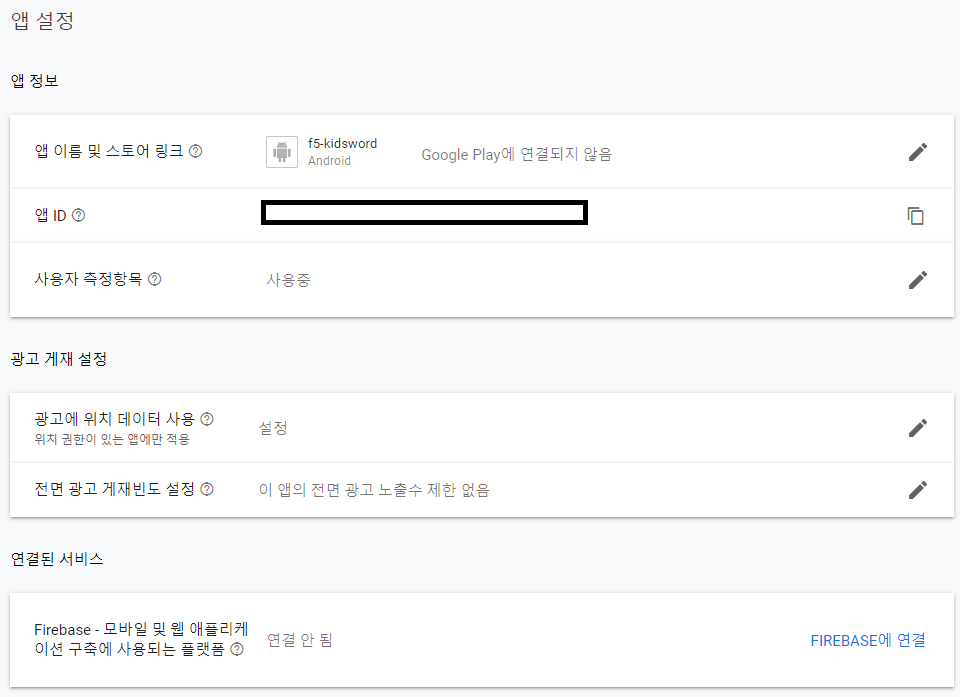 앱 설정
앱 정보
앱 이름 및 스토어 링크
f5-kidsword
Android
Google Play에 연결되지 않음
앱 ID
사용자 측정항목
사용중
광고 게재 설정
광고에 위치 데이터 사용
위치 권한이 있는 앱에만 적용
설정
전면 광고 게재빈도 설정
이 앱의 전면 광고 노출수 제한 없음
연결된 서비스
Firebase - 모바일 및 웹 애플리케
이션 구축에 사용되는 플랫폼
연결 안 됨
FIREBASE에 연결